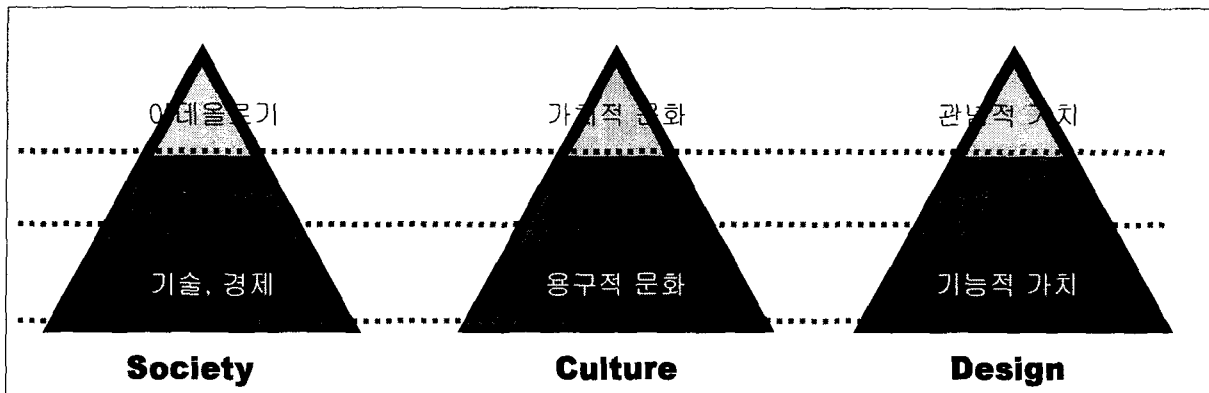 이데올로기 가치적 문화 관념적 가치
기술, 경제 용구적 문화 기능적 가치
Society Culture Design